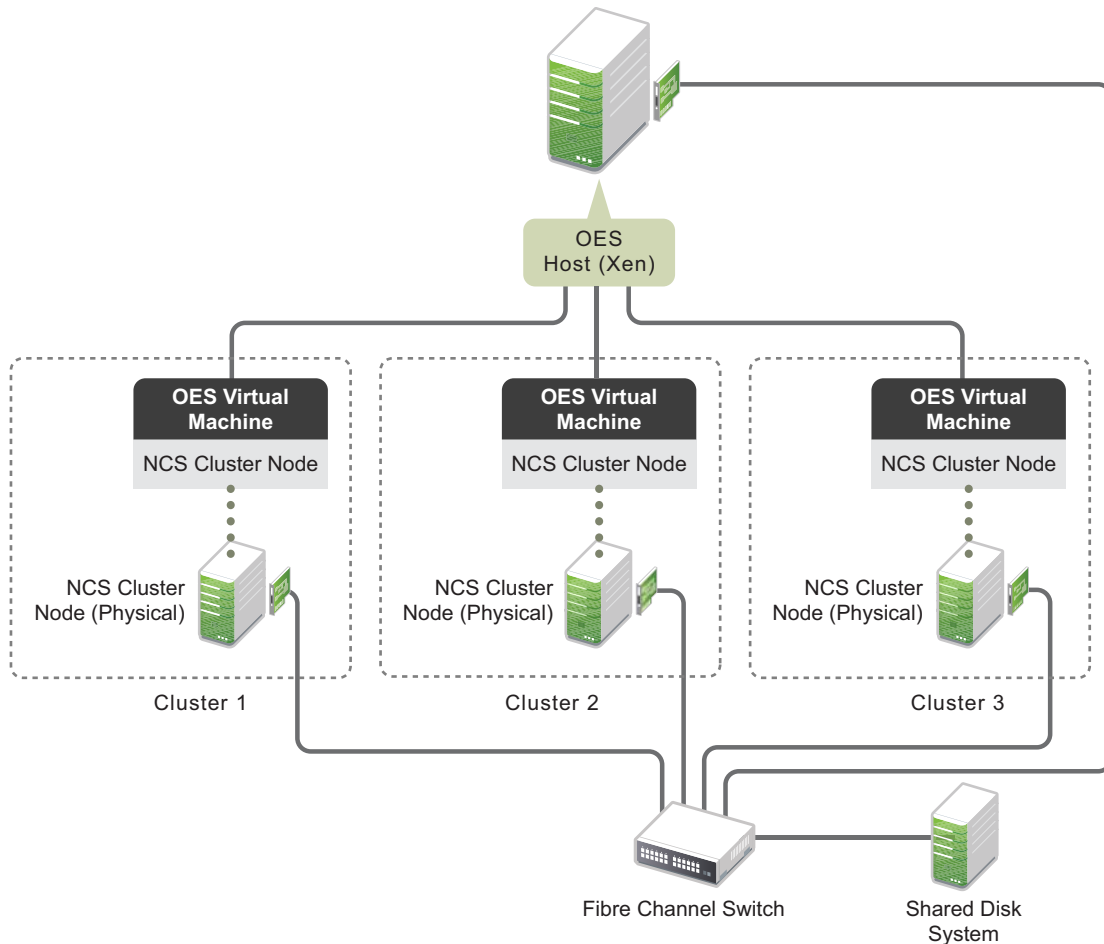 OES
Host (Xen)
OES Virtual
Machine
NCS Cluster Node
NCS Cluster
Node (Physical)
Cluster 1
OES Virtual
Machine
NCS Cluster Node
NCS Cluster
Node (Physical)
Cluster 2
OES Virtual
Machine
NCS Cluster Node
NCS Cluster
Node (Physical)
Cluster 3
Fibre Channel Switch
Shared Disk
System